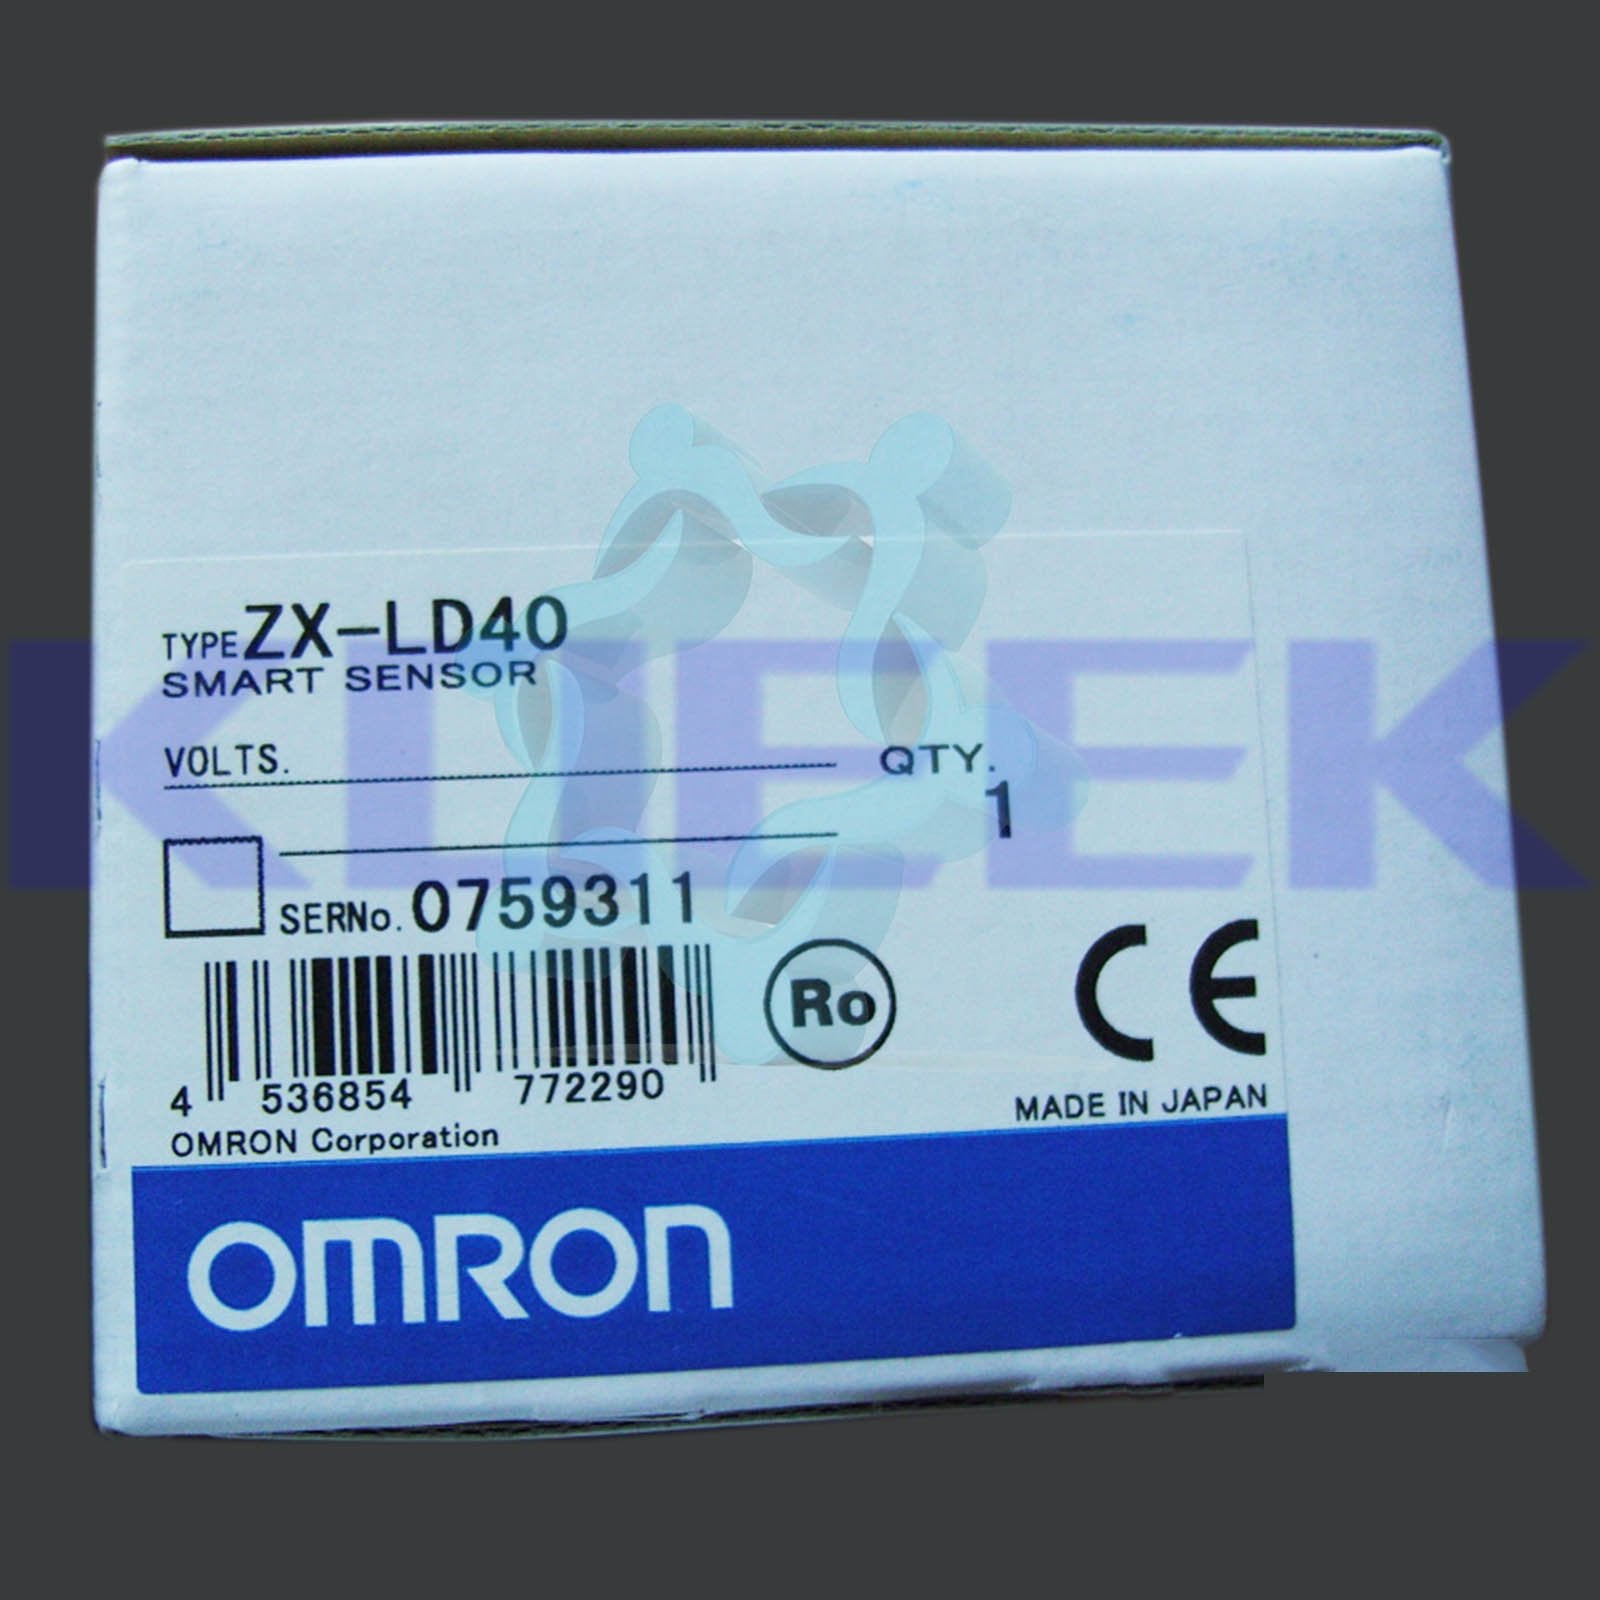 TYPE ZX-LD40
SMART SENSOR
VOLTS.
QTY.
1
SERNo. 0759311
Ro
CE
4 536854 772290
MADE IN JAPAN
OMRON Corporation
OMRON